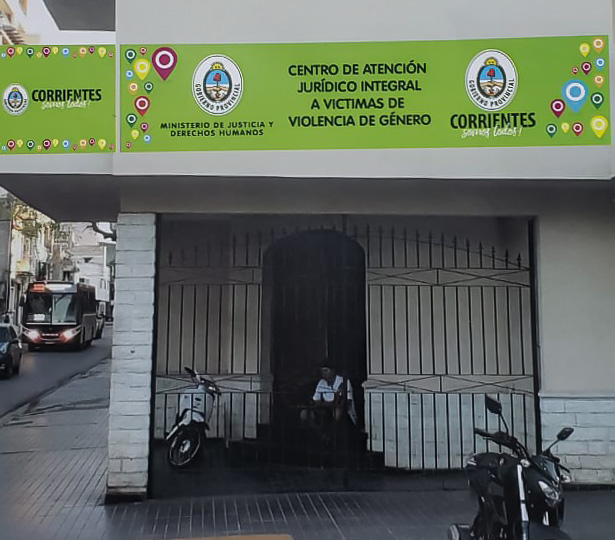 CORRIENTES
somos todos!
GOBIERNO PROVINCIAL
MINISTERIO DE JUSTICIA Y
DERECHOS HUMANOS
CENTRO DE ATENCIÓN
JURÍDICO INTEGRAL
A VICTIMAS DE
VIOLENCIA DE GÉNERO
GOBIERNO PROVINCIAL
CORRIENTES
somos todos!